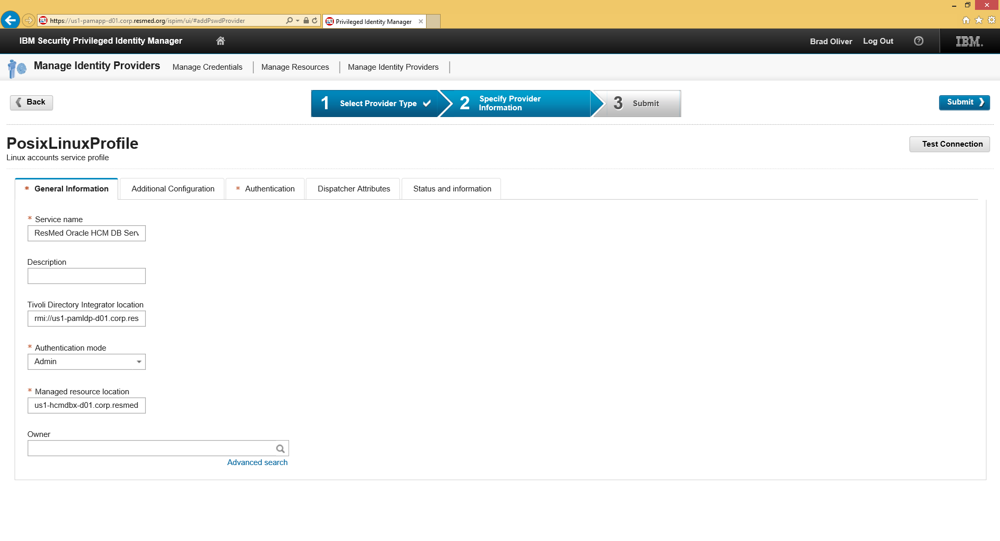 https://us1-pamapp-d01.corp.resmed.org/ispim/ui/#addPswdProvider
Privileged Identity Manager
IBM Security Privileged Identity Manager
Brad Oliver
Log Out
?
IBM
Manage Identity Providers
Manage Credentials
Manage Resources
Manage Identity Providers
Back
1 Select Provider Type
2 Specify Provider
Information
3 Submit
Submit
PosixLinuxProfile
Test Connection
Linux accounts service profile
* General Information
Additional Configuration
* Authentication
Dispatcher Attributes
Status and information
* Service name
ResMed Oracle HCM DB Serv
Description
Tivoli Directory Integrator location
rmi://us1-pamldp-d01.corp.res
* Authentication mode
Admin
* Managed resource location
us1-hcmdbx-d01.corp.resmed
Owner
Advanced search